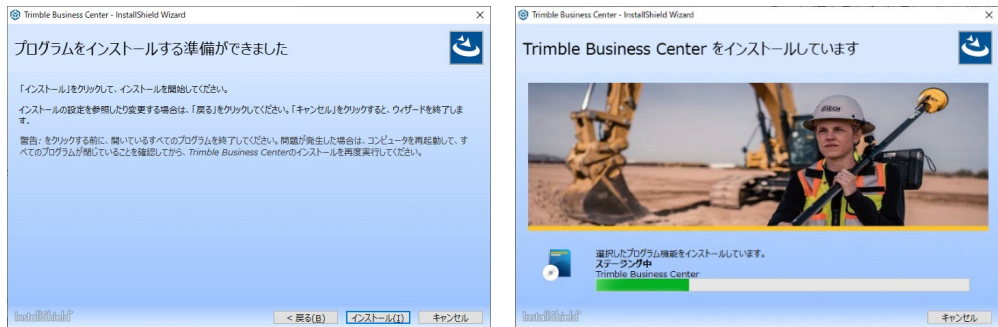 Trimble Business Center - InstallShield Wizard
プログラムをインストールする準備ができました
「インストール」をクリックして、インストールを開始してください。
インストールの設定を参照したり変更する場合は、「戻る」をクリックしてください。「キャンセル」をクリックすると、ウィザードを終了しま
す。
警告: をクリックする前に、開いているすべてのプログラムを終了してください。問題が発生した場合は、コンピュータを再起動して、す
べてのプログラムが閉じていることを確認してから、Trimble Business Centerのインストールを再度実行してください。
InstallShield
< 戻る(B) インストール(I) キャンセル
Trimble Business Center - InstallShield Wizard
Trimble Business Center をインストールしています
選択したプログラム機能をインストールしています。
ステーラング中
Trimble Business Center
InstallShield
キャンセル